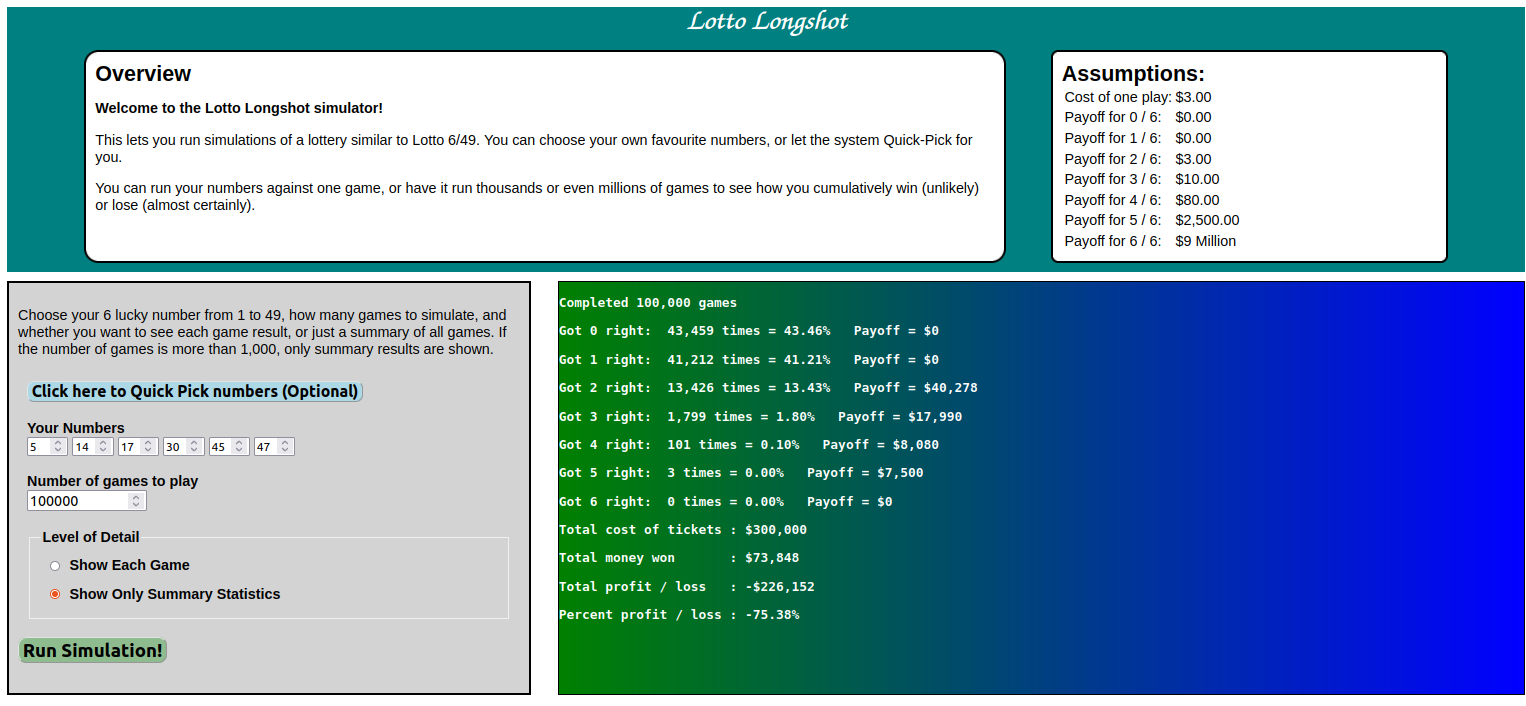 Lotto Longshot
Overview
Welcome to the Lotto Longshot simulator!
This lets you run simulations of a lottery similar to Lotto 6/49. You can choose your own favourite numbers, or let the system Quick-Pick for
you.
You can run your numbers against one game, or have it run thousands or even millions of games to see how you cumulatively win (unlikely)
or lose (almost certainly).
Assumptions:
Cost of one play: $3.00
Payoff for 0 / 6: $0.00
Payoff for 1 / 6: $0.00
Payoff for 2 / 6: $3.00
Payoff for 3 / 6: $10.00
Payoff for 4 / 6: $80.00
Payoff for 5 / 6: $2,500.00
Payoff for 6 / 6: $9 Million
Choose your 6 lucky number from 1 to 49, how many games to simulate, and
whether you want to see each game result, or just a summary of all games. If
the number of games is more than 1,000, only summary results are shown.
Click here to Quick Pick numbers (Optional)
Your Numbers
5 14 17 30 45 47
Number of games to play
100000
Level of Detail
Show Each Game
Show Only Summary Statistics
Run Simulation!
Completed 100,000 games
Got 0 right: 43,459 times = 43.46% Payoff = $0
Got 1 right: 41,212 times = 41.21% Payoff = $0
Got 2 right: 13,426 times = 13.43% Payoff = $40,278
Got 3 right: 1,799 times = 1.80% Payoff = $17,990
Got 4 right: 101 times = 0.10% Payoff = $8,080
Got 5 right: 3 times = 0.00% Payoff = $7,500
Got 6 right: 0 times = 0.00% Payoff = $0
Total cost of tickets : $300,000
Total money won : $73,848
Total profit / loss : -$226,152
Percent profit / loss : -75.38%